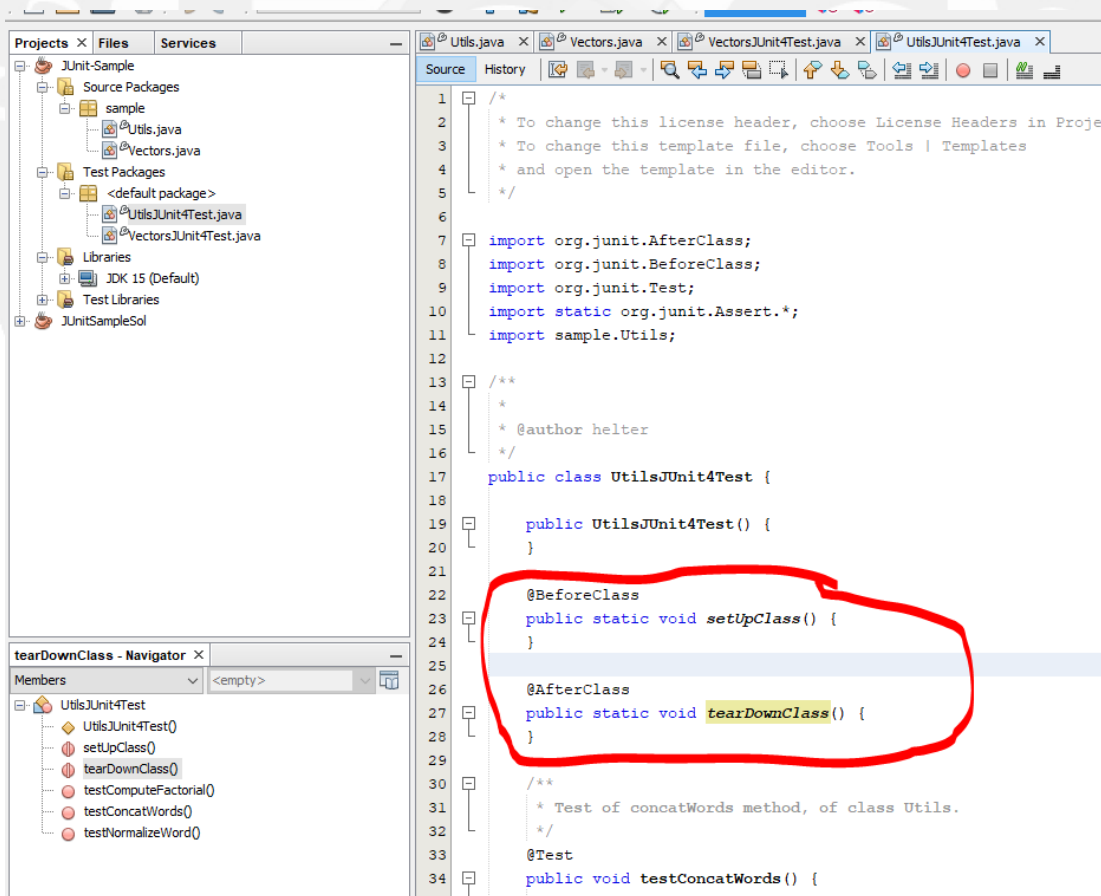 Projects × Files Services
JUnit-Sample
Source Packages
sample
Utils.java
Vectors.java
Test Packages
<default package>
UtilsJUnit4Test.java
VectorsJUnit4Test.java
Libraries
JDK 15 (Default)
Test Libraries
JUnitSampleSol
tearDownClass - Navigator ×
Members <empty>
UtilsJUnit4Test
UtilsJUnit4Test()
setUpClass()
tearDownClass()
testComputeFactorial()
testConcatWords()
testNormalizeWord()
Utils.java × Vectors.java × VectorsJUnit4Test.java × UtilsJUnit4Test.java ×
Source History
1 /*
2 * To change this license header, choose License Headers in Proje
3 * To change this template file, choose Tools | Templates
4 * and open the template in the editor.
5 */
6
7 import org.junit.AfterClass;
8 import org.junit.BeforeClass;
9 import org.junit.Test;
10 import static org.junit.Assert.*;
11 import sample.Utils;
12
13 /**
14 *
15 * @author helter
16 */
17 public class UtilsJUnit4Test {
18
19 public UtilsJUnit4Test() {
20 }
21
22 @BeforeClass
23 public static void setUpClass() {
24 }
25
26 @AfterClass
27 public static void tearDownClass() {
28 }
29
30 /**
31 * Test of concatWords method, of class Utils.
32 */
33 @Test
34 public void testConcatWords() {